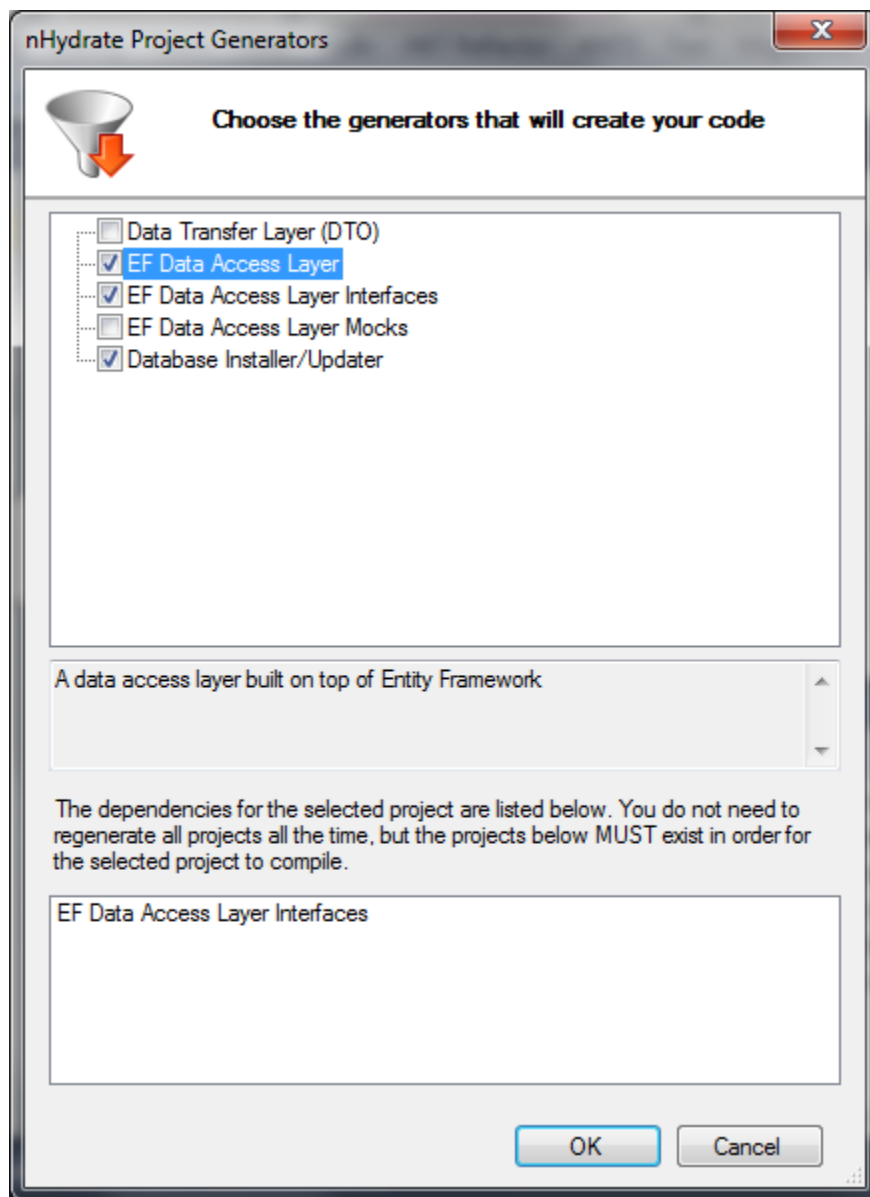 nHydrate Project Generators
Choose the generators that will create your code
Data Transfer Layer (DTO)
EF Data Access Layer
EF Data Access Layer Interfaces
EF Data Access Layer Mocks
Database Installer/Updater
A data access layer built on top of Entity Framework
The dependencies for the selected project are listed below. You do not need to
regenerate all projects all the time, but the projects below MUST exist in order for
the selected project to compile.
EF Data Access Layer Interfaces
OK
Cancel